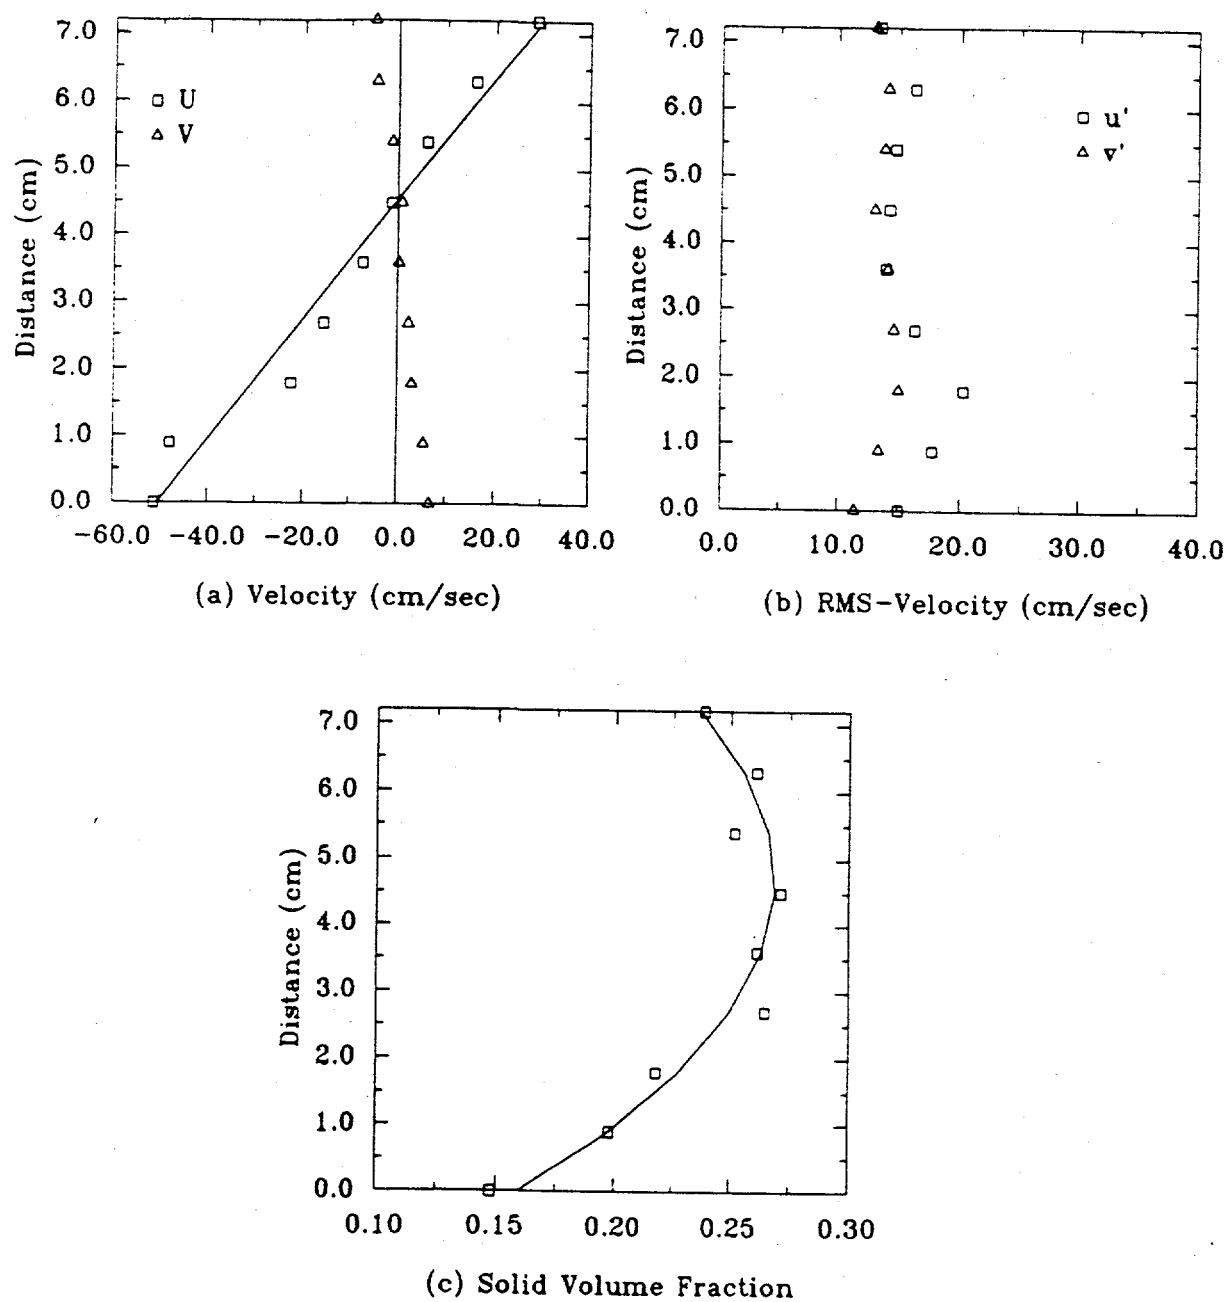 7.0
6.0
5.0
4.0
3.0
2.0
1.0
0.0
Distance (cm)
U
V
-60.0 -40.0 -20.0 0.0 20.0 40.0
(a) Velocity (cm/sec)
7.0
6.0
5.0
4.0
3.0
2.0
1.0
0.0
Distance (cm)
u'
v'
0.0 10.0 20.0 30.0 40.0
(b) RMS-Velocity (cm/sec)
7.0
6.0
5.0
4.0
3.0
2.0
1.0
0.0
Distance (cm)
0.10 0.15 0.20 0.25 0.30
(c) Solid Volume Fraction